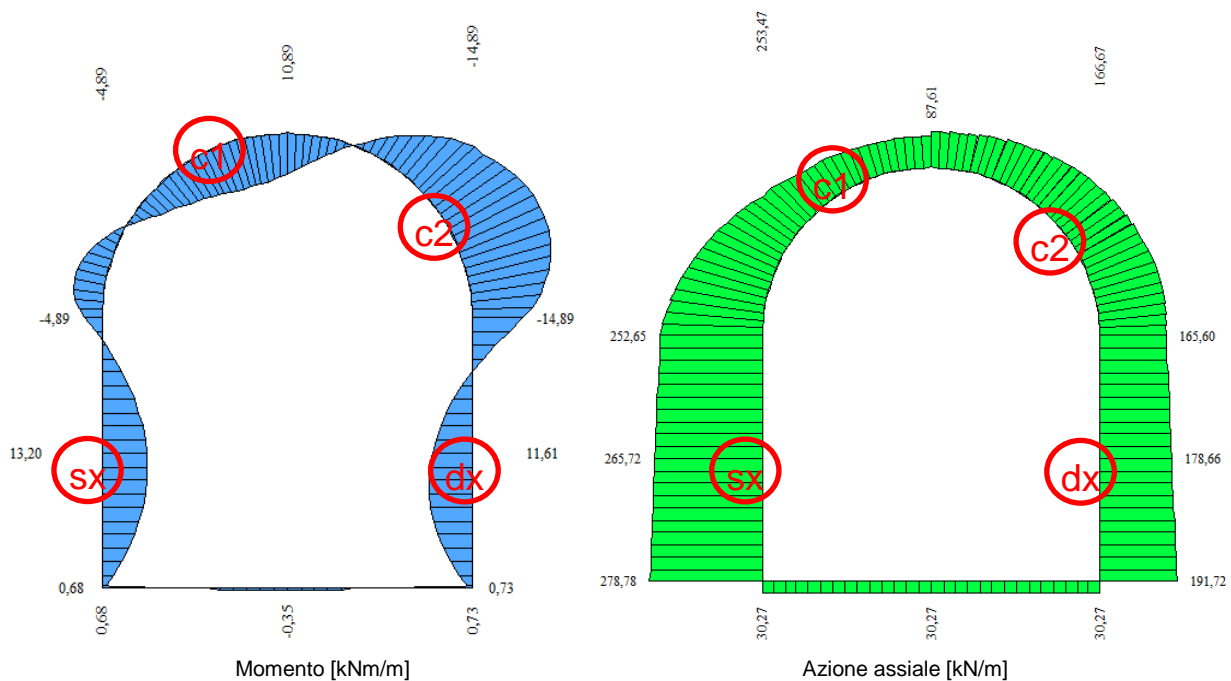 -4,89
10,89
-14,89
253,47
87,61
166,67
c1
c2
-4,89
-14,89
13,20
sx
dx
11,61
0,68
0,73
0,68
-0,35
0,73
Momento [kNm/m]
c1
c2
252,65
165,60
265,72
sx
dx
178,66
278,78
191,72
30,27
30,27
30,27
Azione assiale [kN/m]